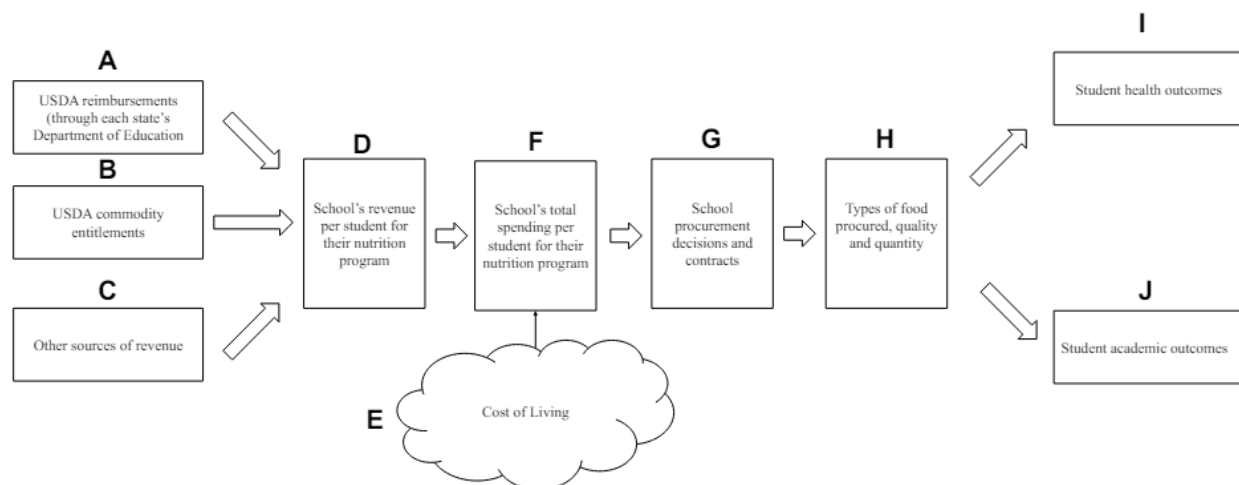 A
USDA reimbursements
(through each state's
Department of Education
B
USDA commodity
entitlements
C
Other sources of revenue
D
School's revenue
per student for
their nutrition
program
F
School's total
spending per
student for their
nutrition program
E
Cost of Living
G
School
procurement
decisions and
contracts
H
Types of food
procured, quality
and quantity
I
Student health outcomes
J
Student academic outcomes